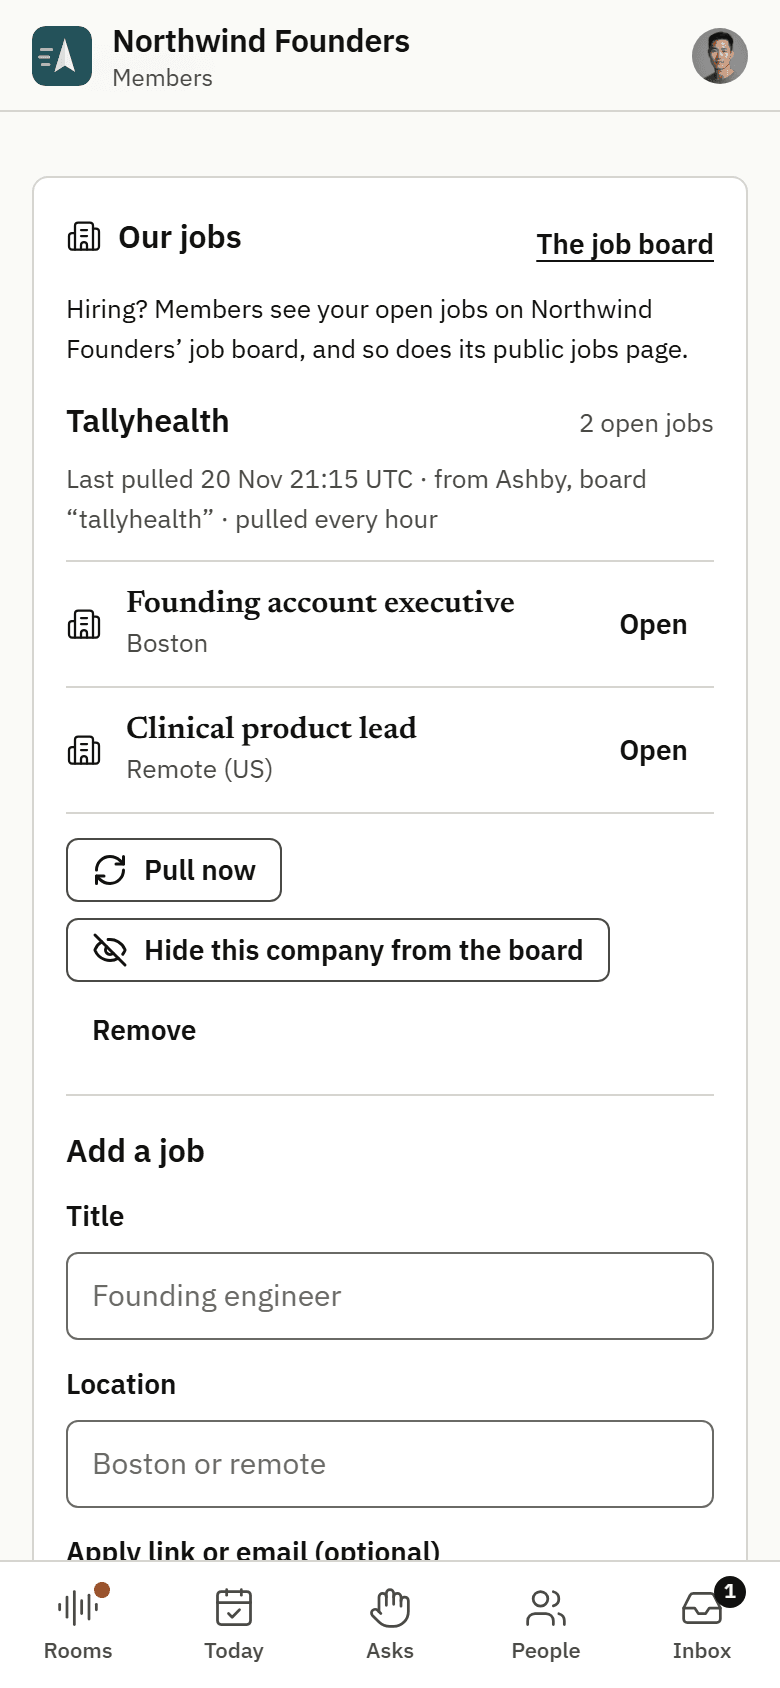 Northwind Founders
Members
Our jobs
The job board
Hiring? Members see your open jobs on Northwind
Founders’ job board, and so does its public jobs page.
Tallyhealth
2 open jobs
Last pulled 20 Nov 21:15 UTC · from Ashby, board
“tallyhealth” · pulled every hour
Founding account executive
Boston
Open
Clinical product lead
Remote (US)
Open
Pull now
Hide this company from the board
Remove
Add a job
Title
Founding engineer
Location
Boston or remote
Apply link or email (optional)
Rooms
Today
Asks
People
1
Inbox